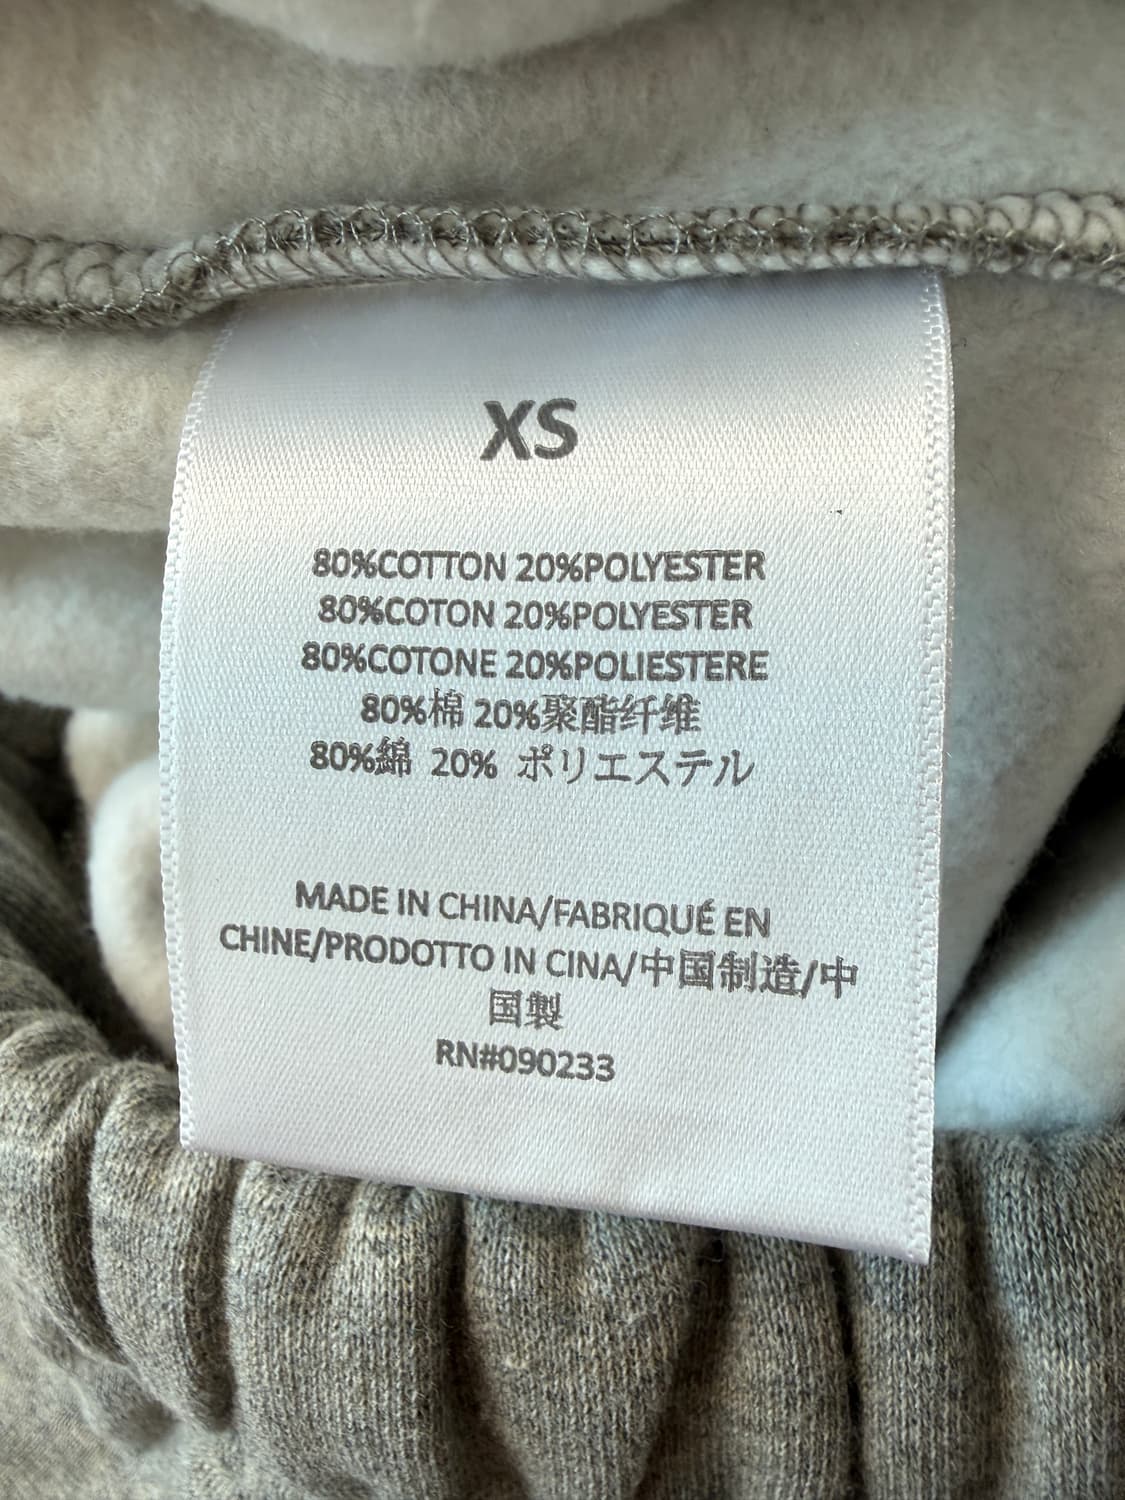 XS
80%COTTON 20%POLYESTER
80%COTON 20%POLYESTER
80%COTONE 20%POLIESTERE
80%棉 20%聚酯纤维
80%綿 20% ポリエステル
MADE IN CHINA/FABRIQUÉ EN
CHINE/PRODOTTO IN CINA/中国制造/中
国製
RN#090233